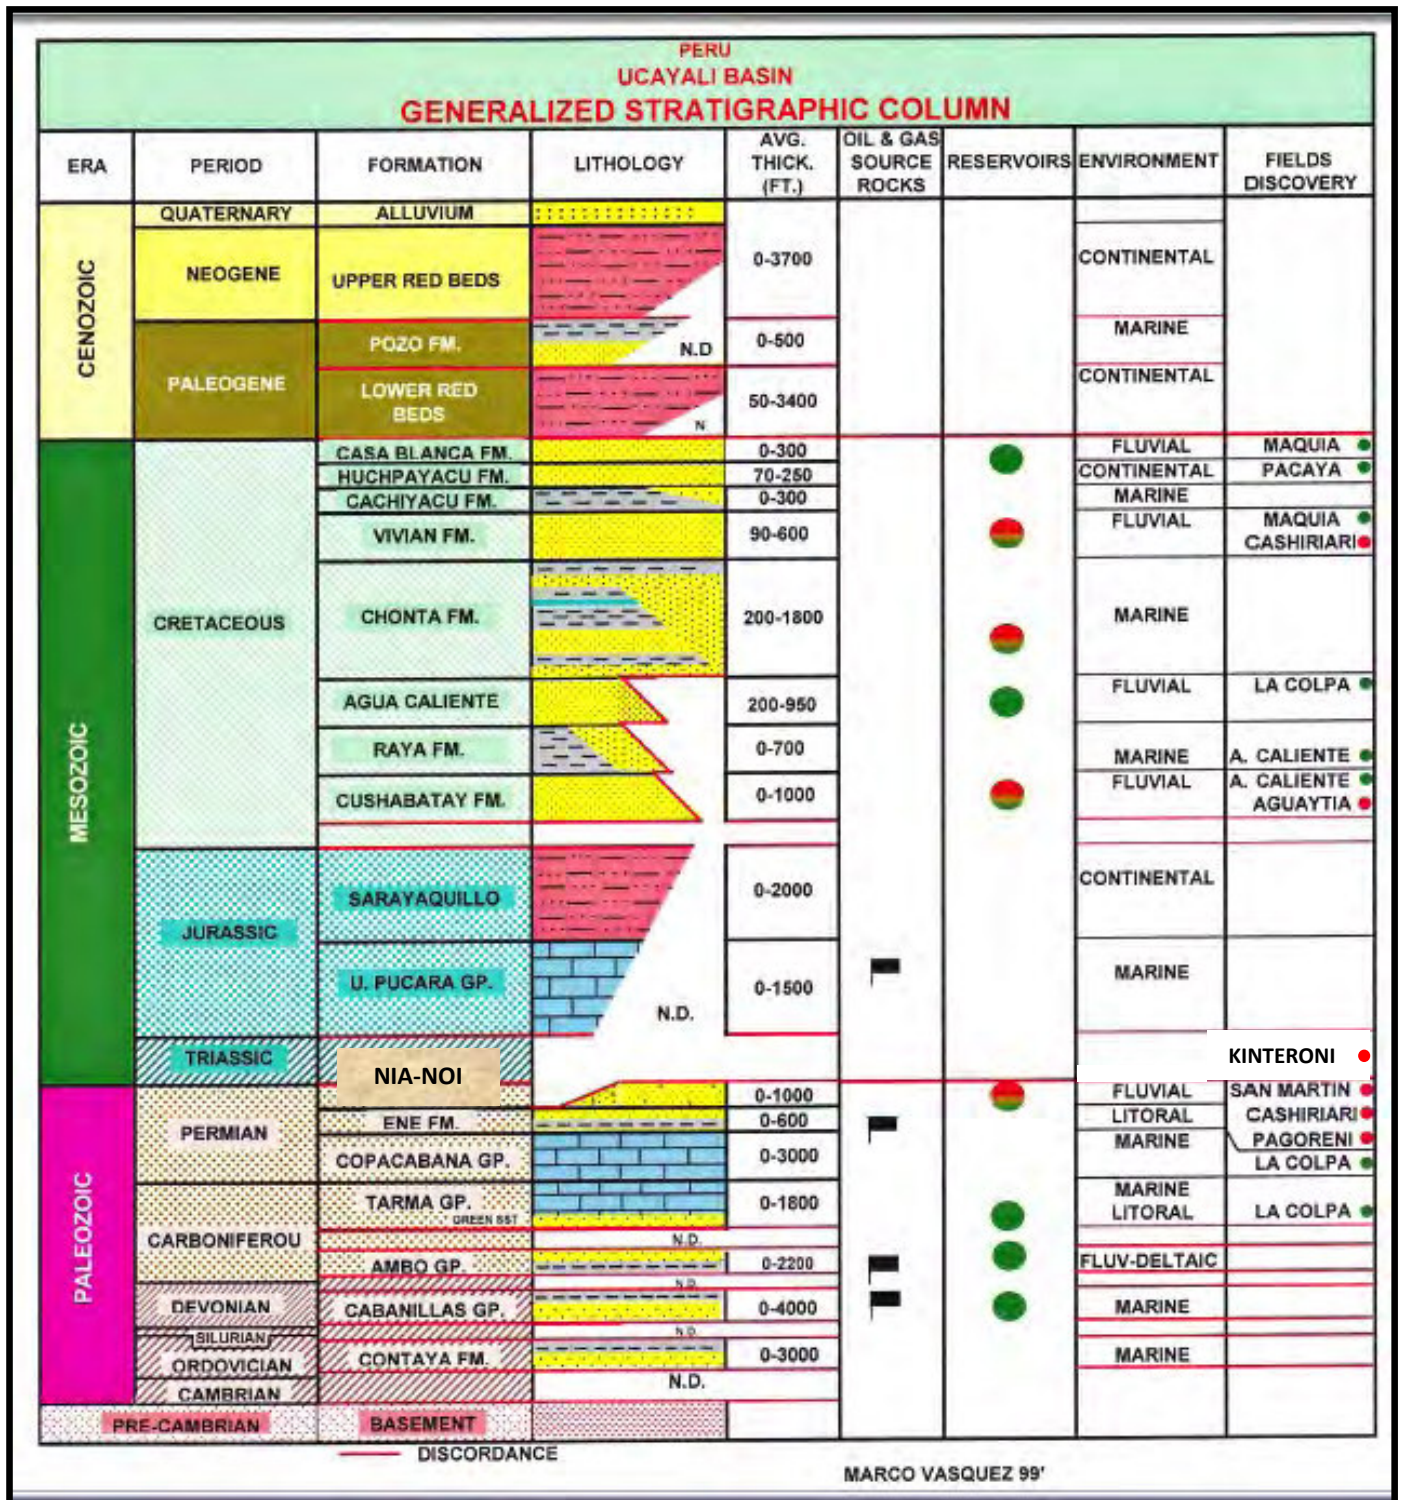 PERU
UCAYALI BASIN
GENERALIZED STRATIGRAPHIC COLUMN
ERA
PERIOD
FORMATION
LITHOLOGY
AVG.
THICK.
(FT.)
OIL & GAS
SOURCE
ROCKS
RESERVOIRS
ENVIRONMENT
FIELDS
DISCOVERY
CENOZOIC
QUATERNARY
ALLUVIUM
NEOGENE
UPPER RED BEDS
0-3700
CONTINENTAL
PALEOGENE
POZO FM.
N.D
0-500
MARINE
LOWER RED
BEDS
N
50-3400
CONTINENTAL
MESOZOIC
CRETACEOUS
CASA BLANCA FM.
0-300
FLUVIAL
MAQUIA
HUCHPAYACU FM.
70-250
CONTINENTAL
PACAYA
CACHIYACU FM.
0-300
MARINE
VIVIAN FM.
90-600
FLUVIAL
MAQUIA
CASHIRIARI
CHONTA FM.
200-1800
MARINE
AGUA CALIENTE
200-950
FLUVIAL
LA COLPA
RAYA FM.
0-700
MARINE
A. CALIENTE
CUSHABATAY FM.
0-1000
FLUVIAL
A. CALIENTE
AGUAYTIA
JURASSIC
SARAYAQUILLO
0-2000
CONTINENTAL
U. PUCARA GP.
N.D.
0-1500
MARINE
TRIASSIC
NIA-NOI
KINTERONI
PALEOZOIC
PERMIAN
0-1000
FLUVIAL
SAN MARTIN
ENE FM.
0-600
LITORAL
CASHIRIARI
COPACABANA GP.
0-3000
MARINE
PAGORENI
LA COLPA
CARBONIFEROU
TARMA GP.
GREEN SST
0-1800
MARINE
LITORAL
LA COLPA
N.D.
AMBO GP.
0-2200
FLUV-DELTAIC
N.D.
DEVONIAN
CABANILLAS GP.
0-4000
MARINE
SILURIAN
N.D.
ORDOVICIAN
CONTAYA FM.
0-3000
MARINE
CAMBRIAN
N.D.
PRE-CAMBRIAN
BASEMENT
DISCORDANCE
MARCO VASQUEZ 99'